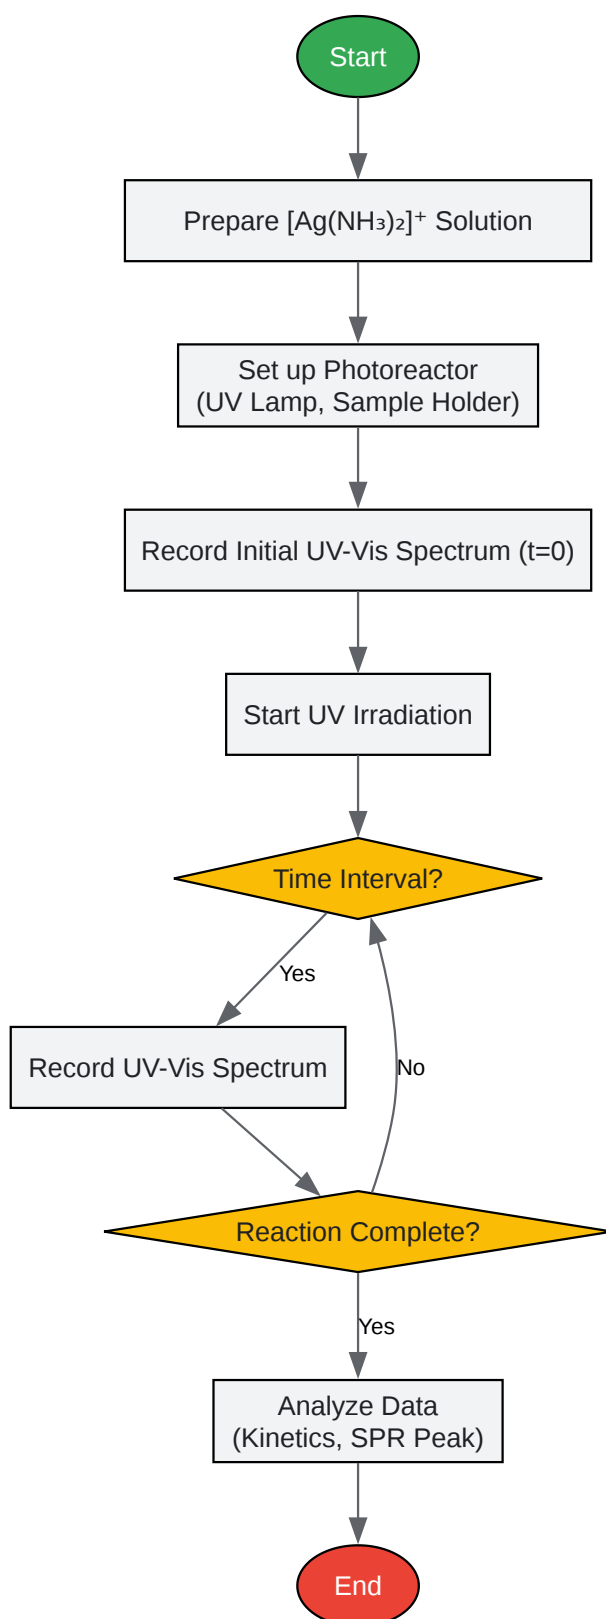 Start
Prepare [Ag(NH₃)₂]⁺ Solution
Set up Photoreactor
(UV Lamp, Sample Holder)
Record Initial UV-Vis Spectrum (t=0)
Start UV Irradiation
Time Interval?
Yes
Record UV-Vis Spectrum
No
Reaction Complete?
Yes
Analyze Data
(Kinetics, SPR Peak)
End